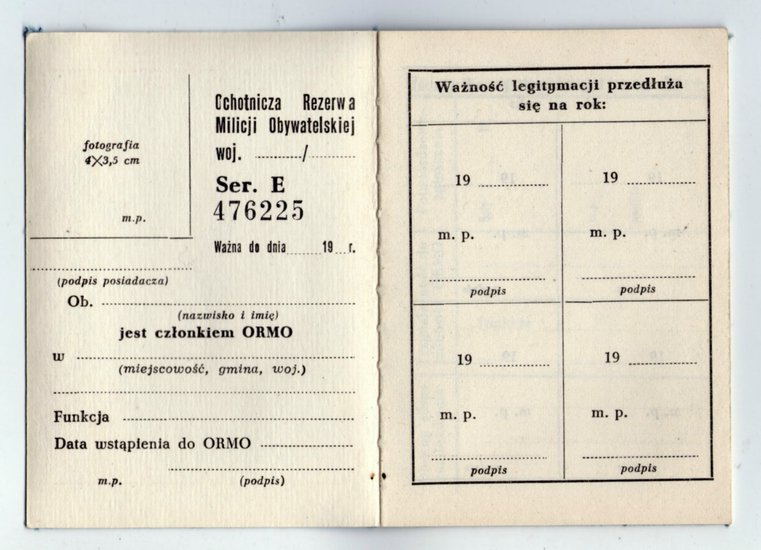 fotografia
4×3,5 cm
m.p.
Ochotnicza Rezerwa
Milicji Obywatelskiej
woj. ........./.........
Ser. E
476225
Ważna do dnia ...... 19 ... r.
(podpis posiadacza)
Ob. ..........
(nazwisko i imię)
jest członkiem ORMO
w ..........
(miejscowość, gmina, woj.)
Funkcja ..........
Data wstąpienia do ORMO ..........
m.p. (podpis)
Ważność legitymacji przedłuża
się na rok:
19 .......... 19 ..........
m. p. m. p.
podpis podpis
19 .......... 19 ..........
m. p. m. p.
podpis podpis